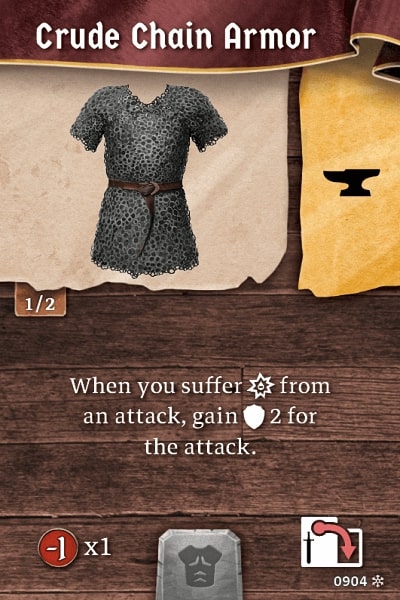 Crude Chain Armor
1/2
When you suffer from
an attack, gain 2 for
the attack.
-1 x1
0904